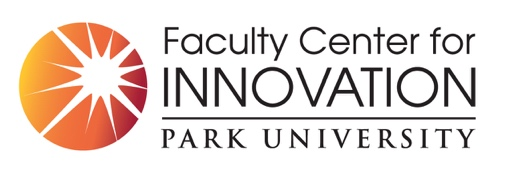 Faculty Center for
INNOVATION
PARK UNIVERSITY